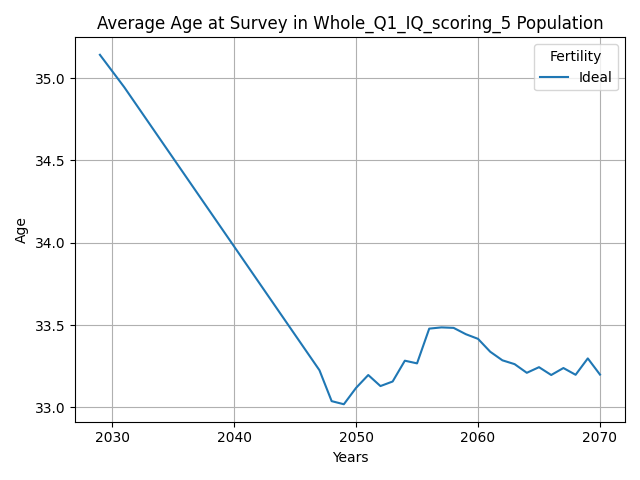 Average Age at Survey in Whole_Q1_IQ_scoring_5 Population
Fertility
Ideal
35.0
34.5
34.0
33.5
33.0
Age
2030 2040 2050 2060 2070
Years